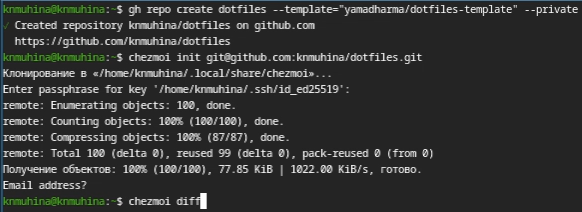 knmuhina@knmuhina:~$ gh repo create dotfiles --template="yamadharma/dotfiles-template" --private
✓ Created repository knmuhina/dotfiles on github.com
https://github.com/knmuhina/dotfiles
knmuhina@knmuhina:~$ chezmoi init git@github.com:knmuhina/dotfiles.git
Клонирование в «/home/knmuhina/.local/share/chezmoi»...
Enter passphrase for key '/home/knmuhina/.ssh/id_ed25519':
remote: Enumerating objects: 100, done.
remote: Counting objects: 100% (100/100), done.
remote: Compressing objects: 100% (87/87), done.
remote: Total 100 (delta 0), reused 99 (delta 0), pack-reused 0 (from 0)
Получение объектов: 100% (100/100), 77.85 KiB | 1022.00 KiB/s, готово.
Email address?
knmuhina@knmuhina:~$ chezmoi diff